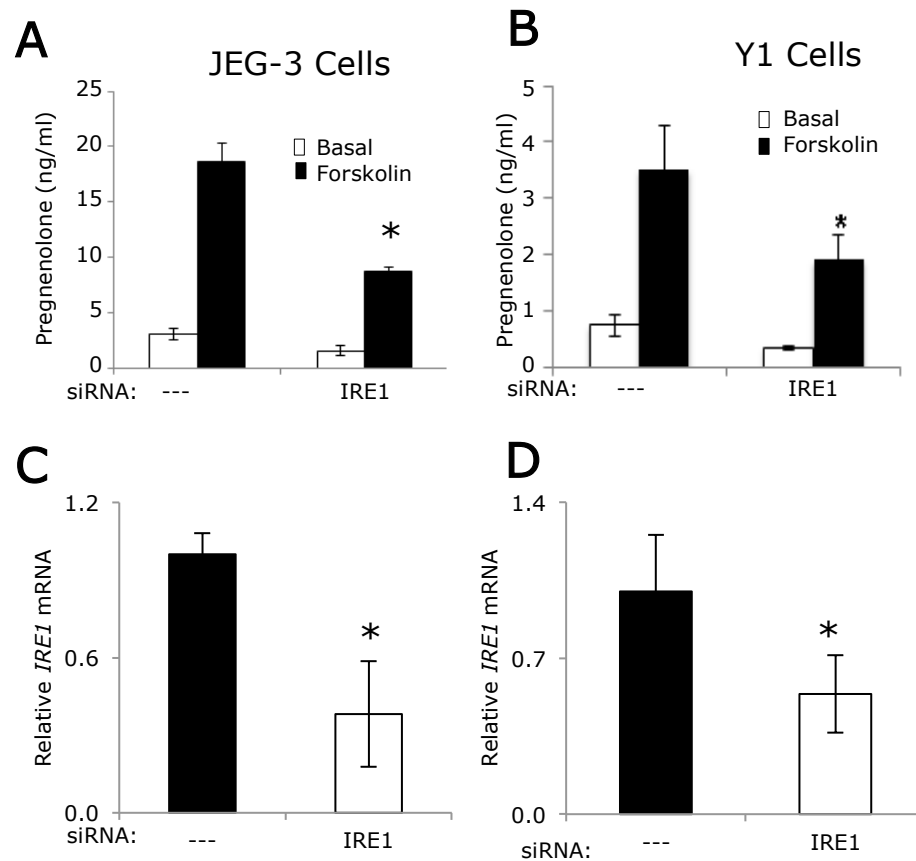 A
JEG-3 Cells
Pregnenolone (ng/ml)
25
20
15
10
5
0
Basal
Forskolin
*
siRNA: --- IRE1
B
Y1 Cells
Pregnenolone (ng/ml)
5
4
3
2
1
0
Basal
Forskolin
*
siRNA: --- IRE1
C
Relative IRE1 mRNA
1.2
0.6
0.0
*
siRNA: --- IRE1
D
Relative IRE1 mRNA
1.4
0.7
0.0
*
siRNA: --- IRE1